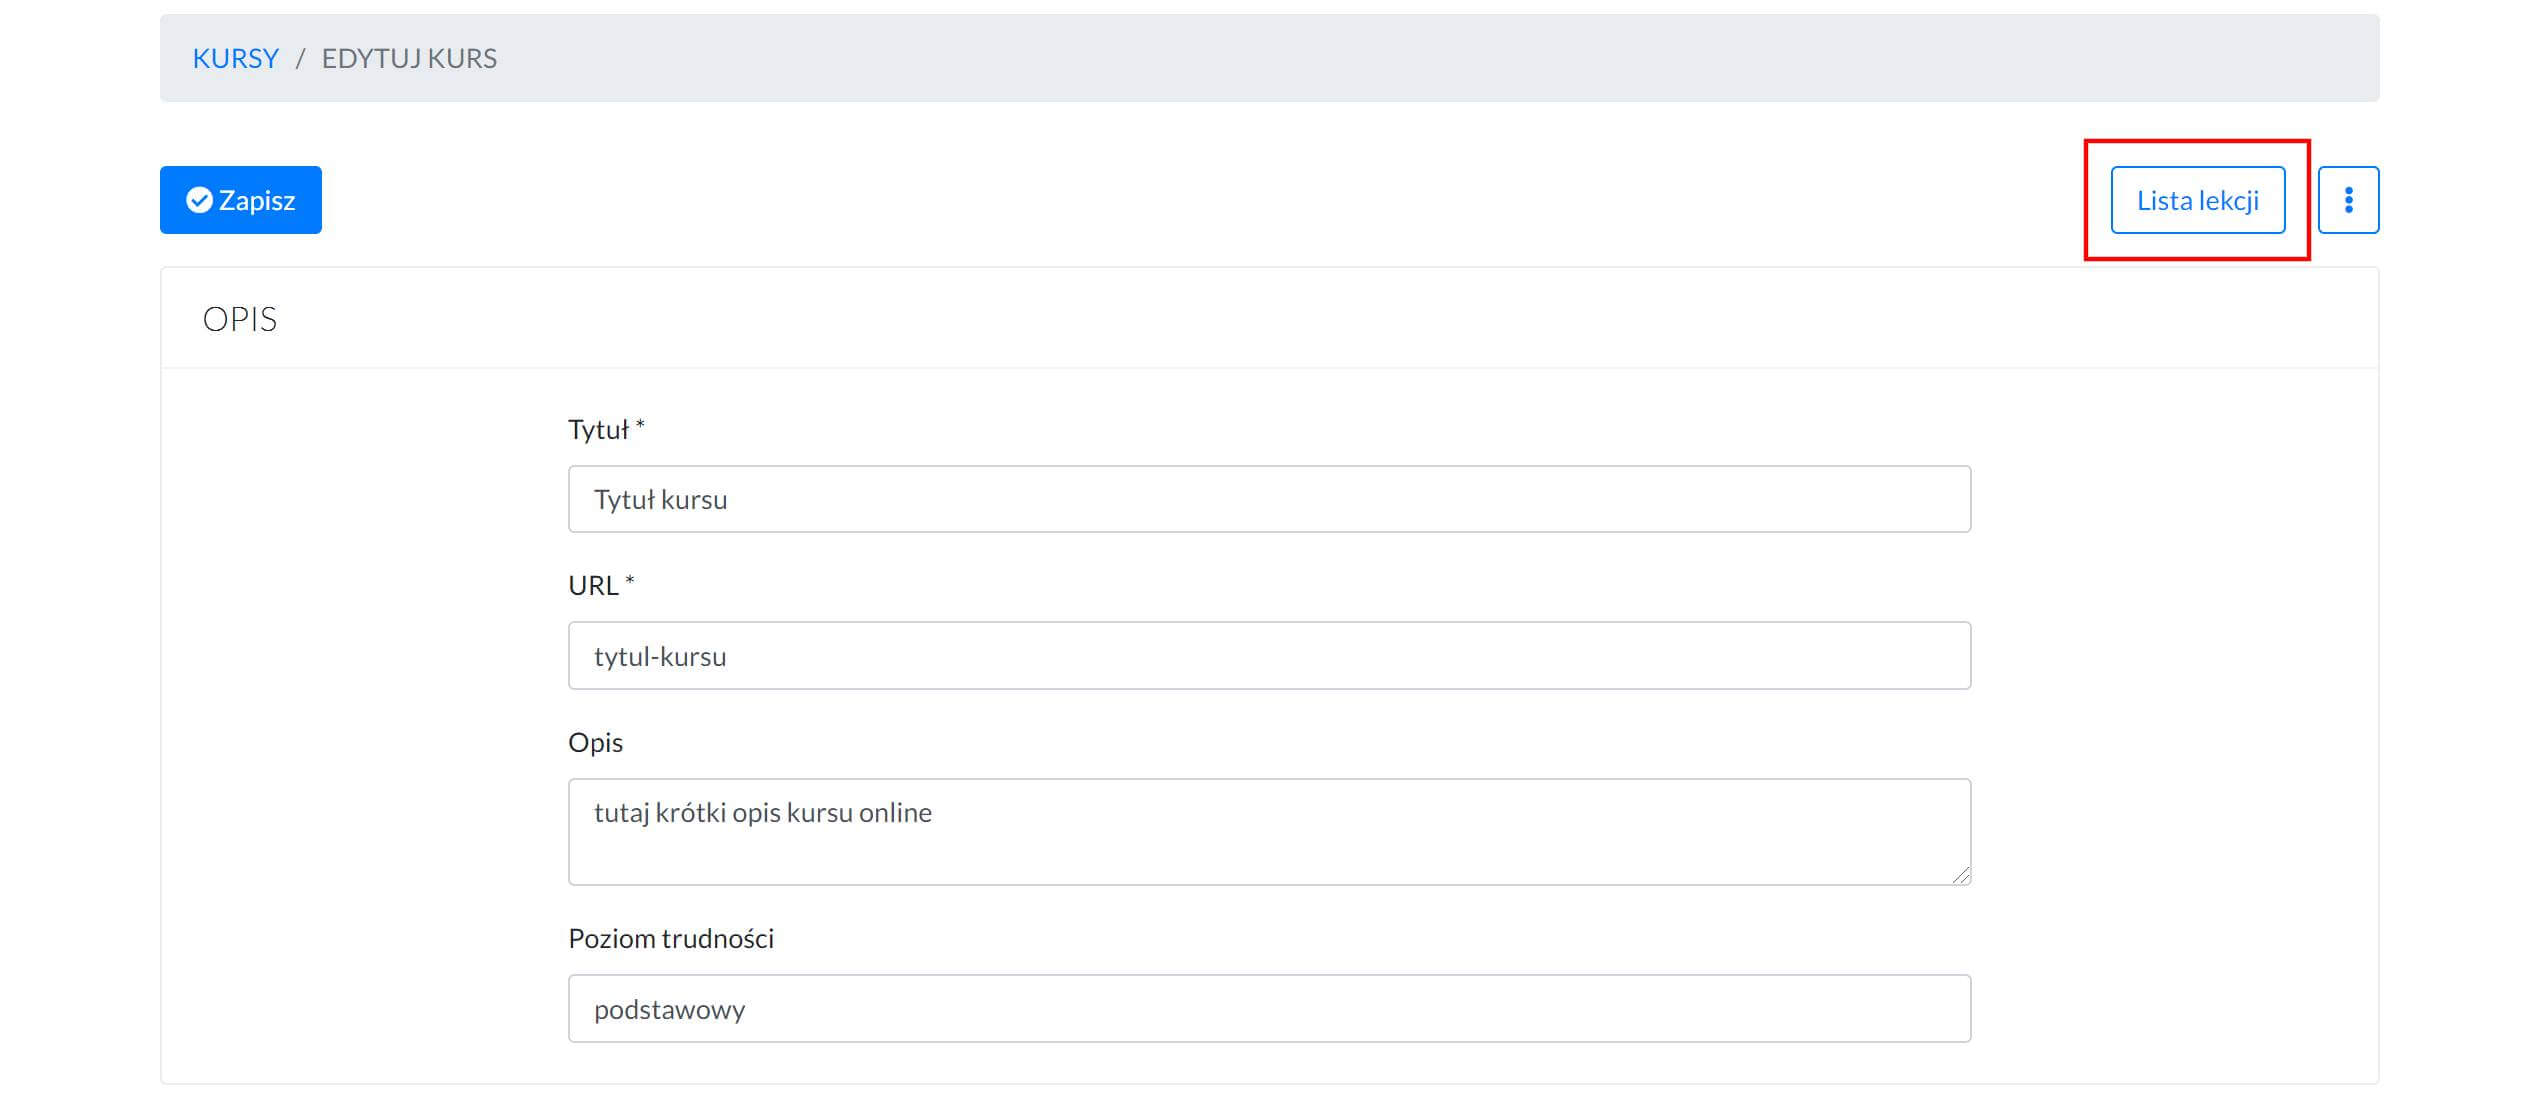 KURSY / EDYTUJ KURS
Zapisz
Lista lekcji
OPIS
Tytuł *
Tytuł kursu
URL *
tytul-kursu
Opis
tutaj krótki opis kursu online
Poziom trudności
podstawowy